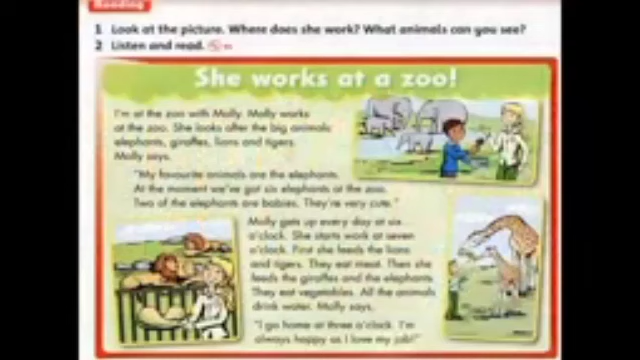 Reading
1 Look at the picture. Where does she work? What animals can you see?
2 Listen and read.
She works at a zoo!
I'm at the zoo with Molly. Molly works
at the zoo. She looks after the big animals:
elephants, giraffes, lions and tigers.
Molly says,
"My favourite animals are the elephants.
At the moment we've got six elephants at the zoo.
Two of the elephants are babies. They're very cute."
Molly gets up every day at six
o'clock. She starts work at seven
o'clock. First she feeds the lions
and tigers. They eat meat. Then she
feeds the giraffes and the elephants.
They eat vegetables. All the animals
drink water. Molly says,
"I go home at three o'clock. I'm
always happy as I love my job!"